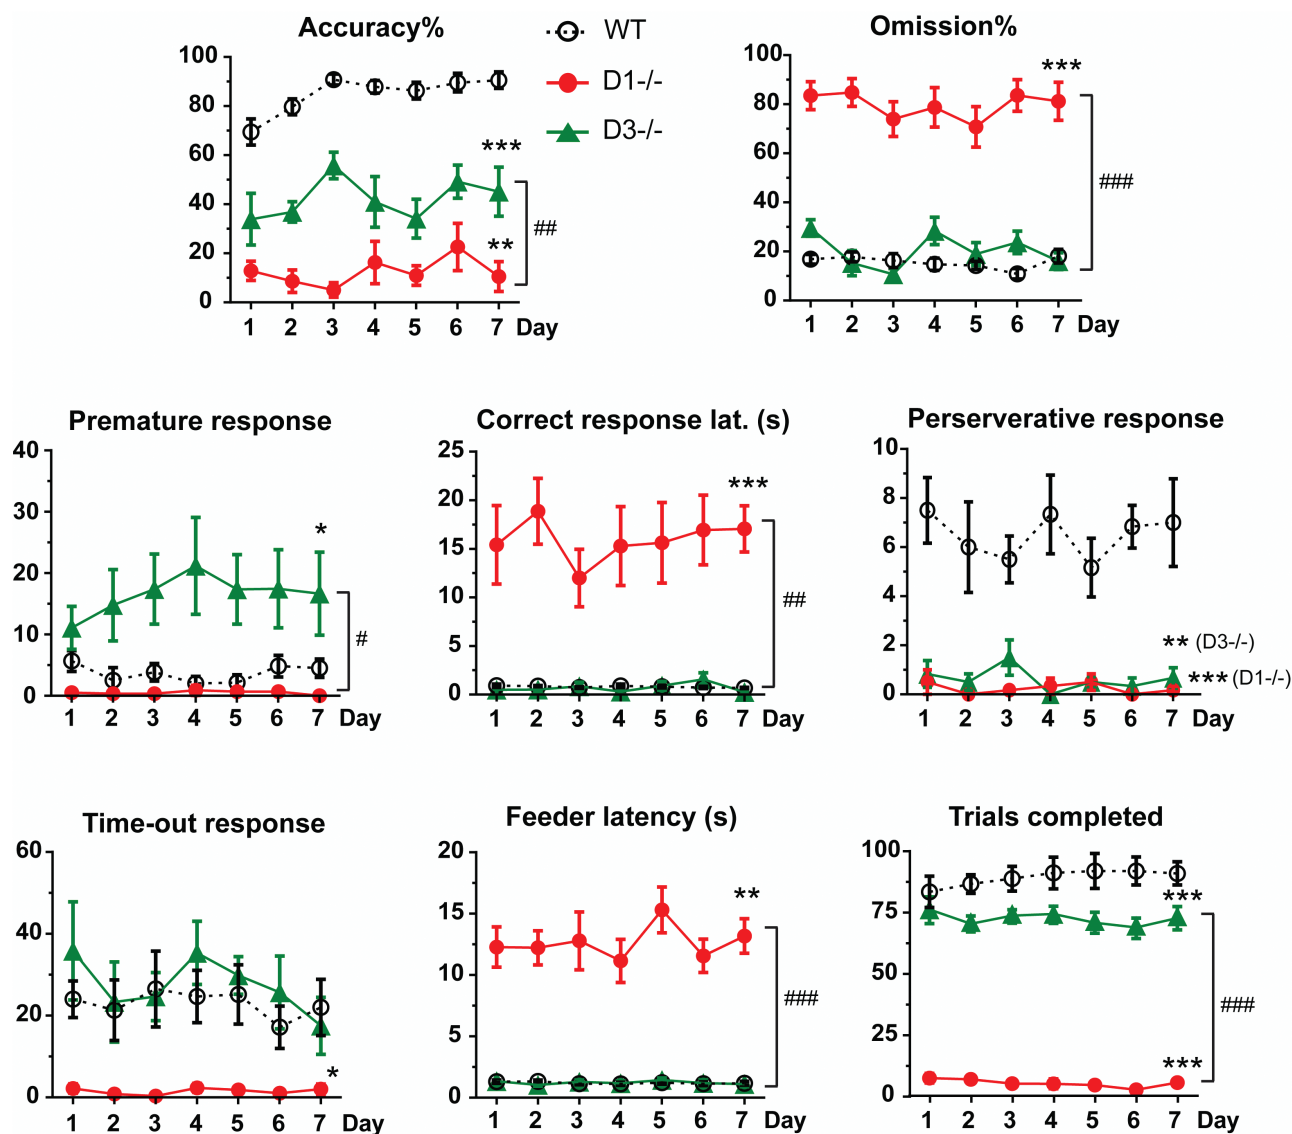 Accuracy%
WT
D1-/-
D3-/-
100
80
60
40
20
0
***
**
##
1 2 3 4 5 6 7 Day
Omission%
100
80
60
40
20
0
***
###
1 2 3 4 5 6 7 Day
Premature response
40
30
20
10
0
*
#
1 2 3 4 5 6 7 Day
Correct response lat. (s)
25
20
15
10
5
0
***
##
1 2 3 4 5 6 7 Day
Perserverative response
10
8
6
4
2
0
** (D3-/-)
*** (D1-/-)
1 2 3 4 5 6 7 Day
Time-out response
60
40
20
0
*
1 2 3 4 5 6 7 Day
Feeder latency (s)
20
15
10
5
0
**
###
1 2 3 4 5 6 7 Day
Trials completed
100
75
50
25
0
***
###
***
1 2 3 4 5 6 7 Day